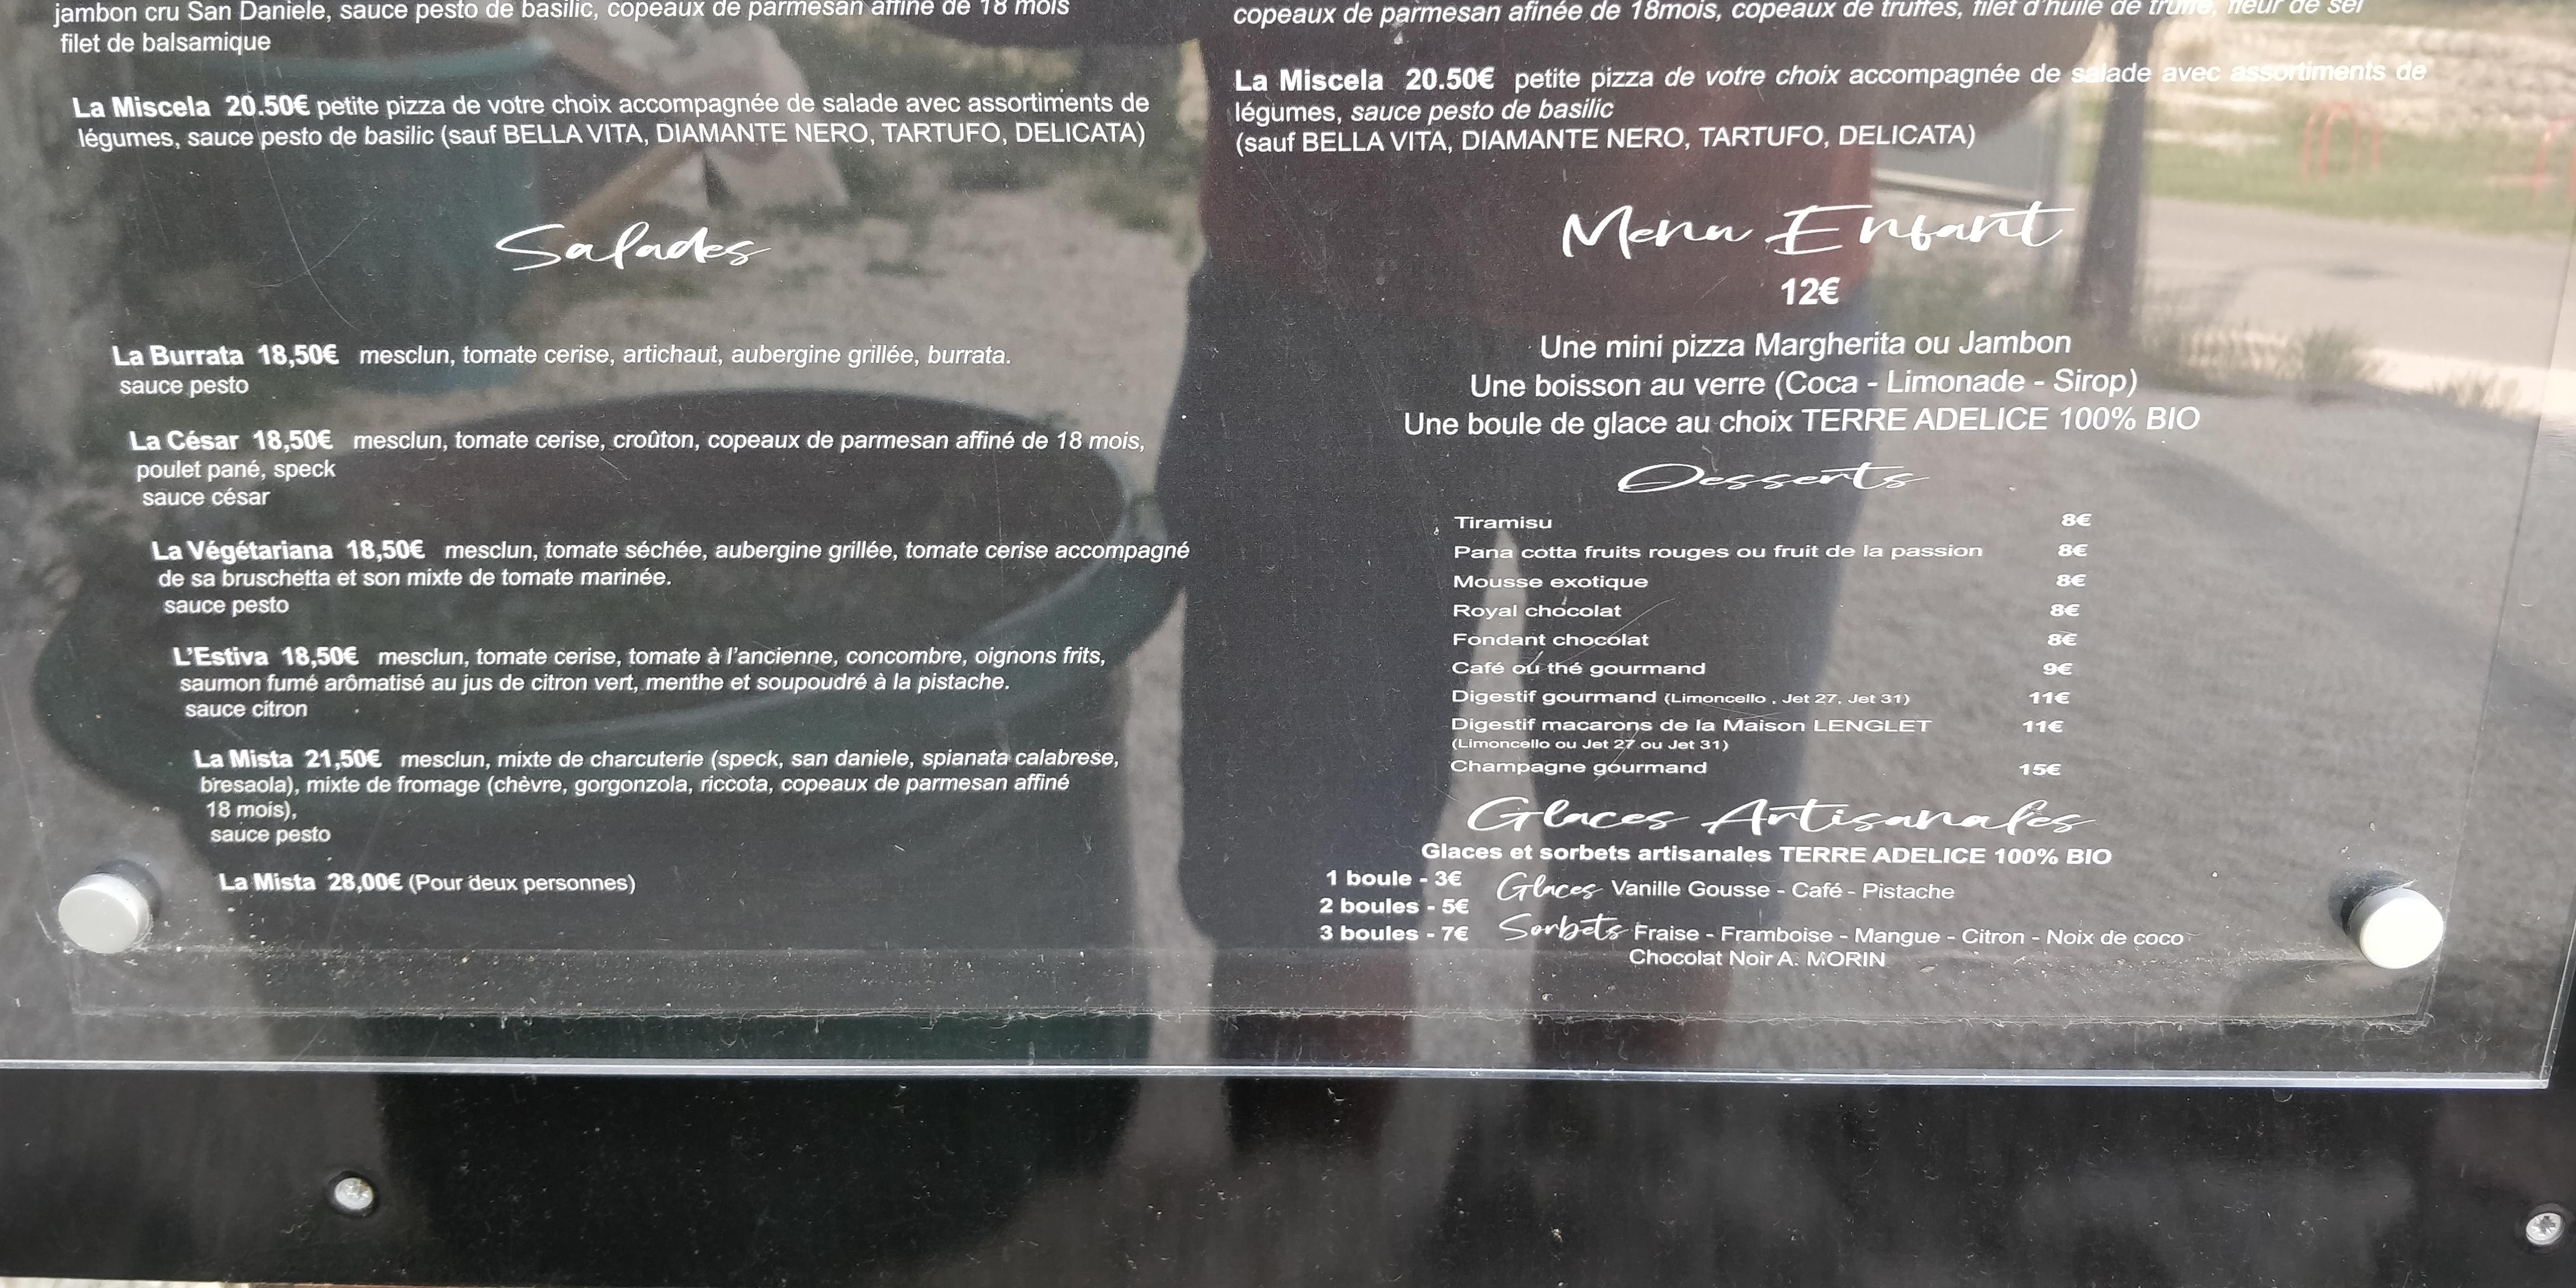 jambon cru San Daniele, sauce pesto de basilic, copeaux de parmesan affiné de 18 mois
filet de balsamique
La Miscela 20.50€ petite pizza de votre choix accompagnée de salade avec assortiments de
légumes, sauce pesto de basilic (sauf BELLA VITA, DIAMANTE NERO, TARTUFO, DELICATA)
Salades
La Burrata 18,50€ mesclun, tomate cerise, artichaut, aubergine grillée, burrata.
sauce pesto
La César 18,50€ mesclun, tomate cerise, croûton, copeaux de parmesan affiné de 18 mois,
poulet pané, speck
sauce césar
La Végétariana 18,50€ mesclun, tomate séchée, aubergine grillée, tomate cerise accompagné
de sa bruschetta et son mixte de tomate marinée.
sauce pesto
L'Estiva 18,50€ mesclun, tomate cerise, tomate à l'ancienne, concombre, oignons frits,
saumon fumé arômatisé au jus de citron vert, menthe et soupoudré à la pistache.
sauce citron
La Mista 21,50€ mesclun, mixte de charcuterie (speck, san daniele, spianata calabrese,
bresaola), mixte de fromage (chèvre, gorgonzola, riccota, copeaux de parmesan affiné
18 mois),
sauce pesto
La Mista 28,00€ (Pour deux personnes)
copeaux de parmesan afinée de 18mois, copeaux de truffes, filet d'huile de truffe, fleur de sel
La Miscela 20.50€ petite pizza de votre choix accompagnée de salade avec assortiments de
légumes, sauce pesto de basilic
(sauf BELLA VITA, DIAMANTE NERO, TARTUFO, DELICATA)
Menu Enfant
12€
Une mini pizza Margherita ou Jambon
Une boisson au verre (Coca - Limonade - Sirop)
Une boule de glace au choix TERRE ADELICE 100% BIO
Desserts
Tiramisu 8€
Pana cotta fruits rouges ou fruit de la passion 8€
Mousse exotique 8€
Royal chocolat 8€
Fondant chocolat 8€
Café ou thé gourmand 9€
Digestif gourmand (Limoncello , Jet 27, Jet 31) 11€
Digestif macarons de la Maison LENGLET 11€
(Limoncello ou Jet 27 ou Jet 31)
Champagne gourmand 15€
Glaces Artisanales
Glaces et sorbets artisanales TERRE ADELICE 100% BIO
1 boule - 3€ Glaces Vanille Gousse - Café - Pistache
2 boules - 5€
3 boules - 7€ Sorbets Fraise - Framboise - Mangue - Citron - Noix de coco
Chocolat Noir A. MORIN